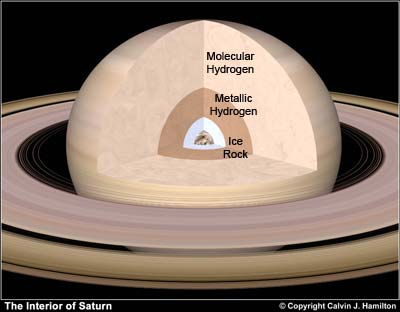 Molecular
Hydrogen
Metallic
Hydrogen
Ice
Rock
The Interior of Saturn
© Copyright Calvin J. Hamilton